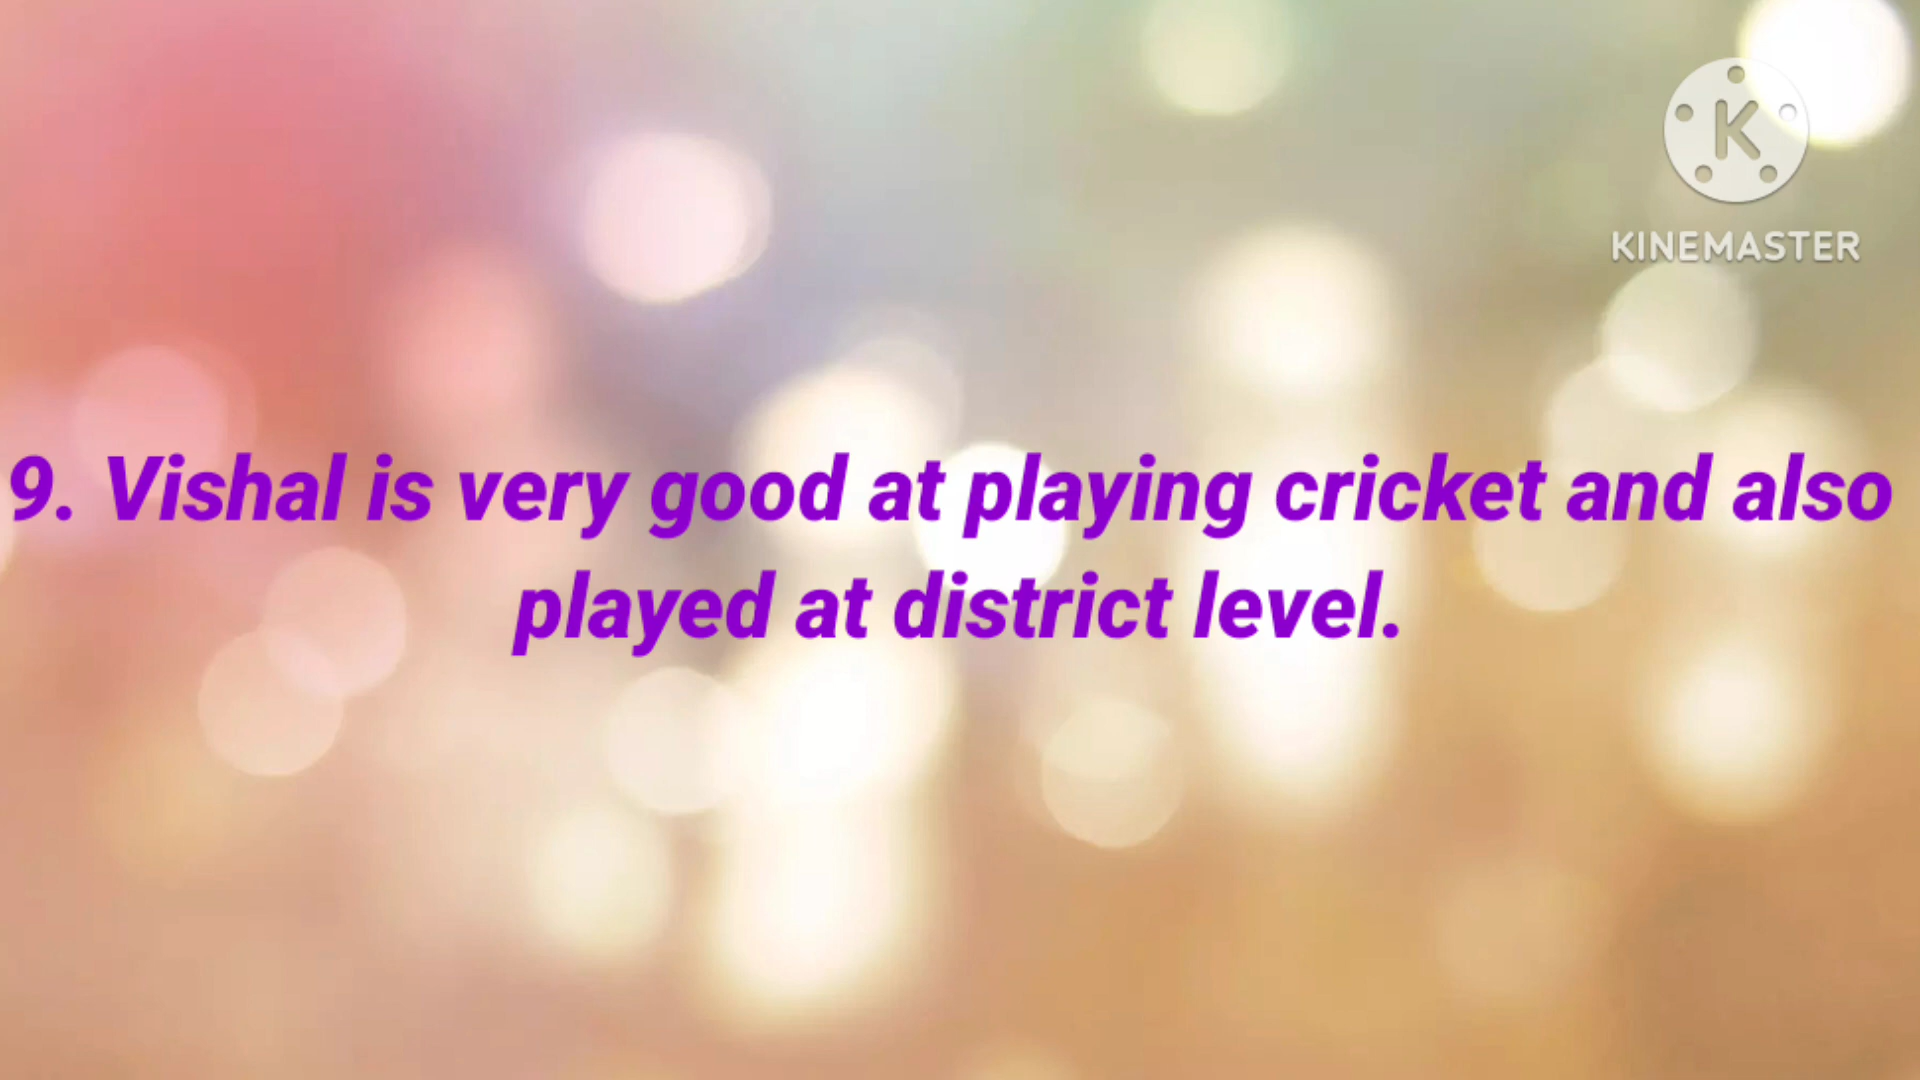 K
KINEMASTER
9. Vishal is very good at playing cricket and also
played at district level.